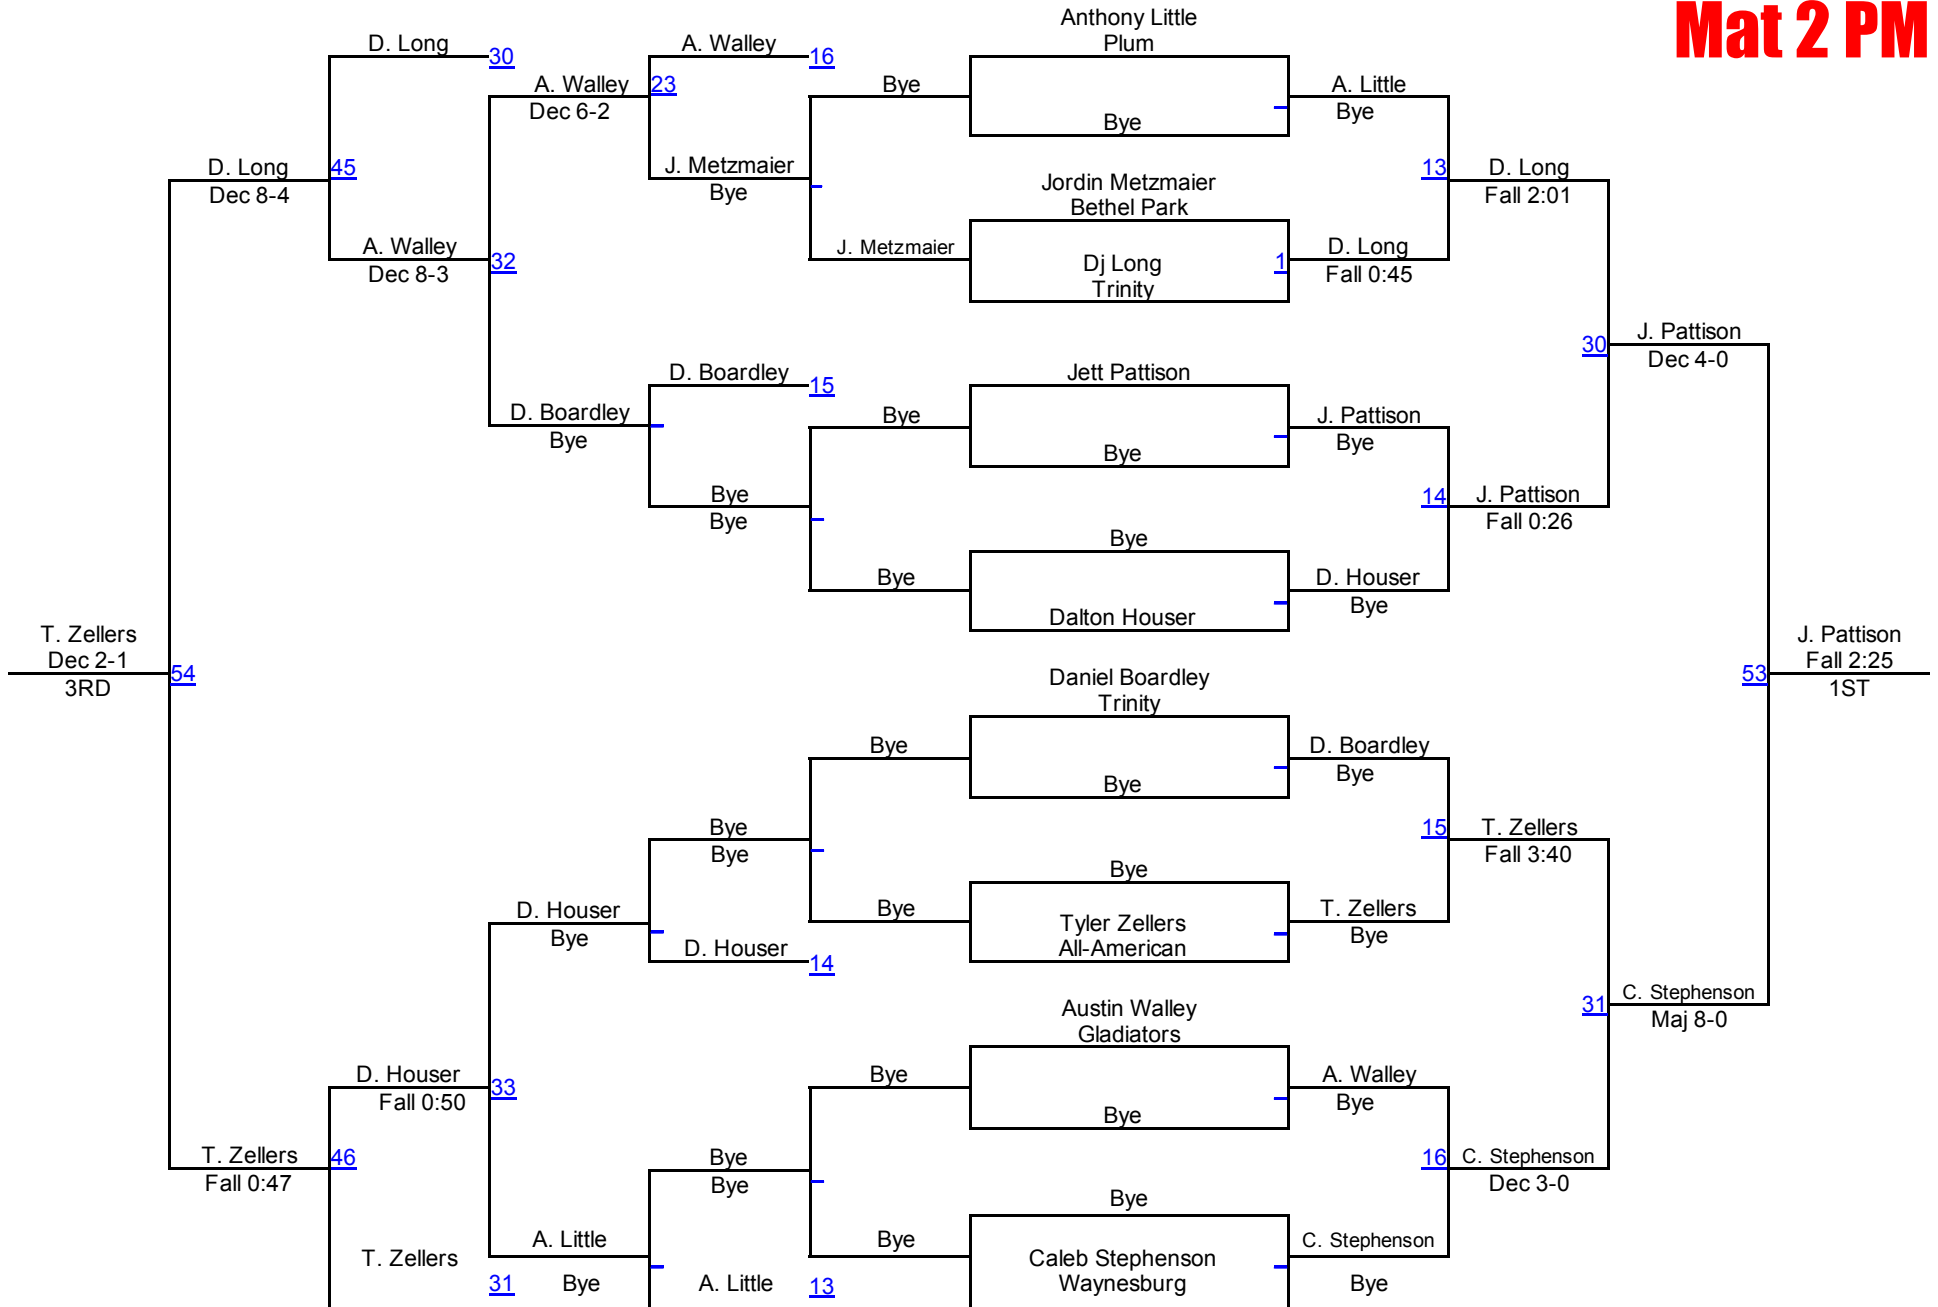 Mat 2 PM
Anthony Little
Plum
D. Long
30
A. Walley
16
A. Walley
23
Dec 6-2
Bye
Bye
A. Little
Bye
J. Metzmaier
Bye
D. Long
45
Dec 8-4
Jordin Metzmaier
Bethel Park
13
D. Long
Fall 2:01
A. Walley
32
Dec 8-3
J. Metzmaier
Dj Long
Trinity
1
D. Long
Fall 0:45
30
J. Pattison
Dec 4-0
D. Boardley
15
Jett Pattison
D. Boardley
Bye
Bye
Bye
J. Pattison
Bye
Bye
Bye
14
J. Pattison
Fall 0:26
Bye
Bye
Dalton Houser
D. Houser
Bye
T. Zellers
Dec 2-1
3RD
54
J. Pattison
Fall 2:25
1ST
53
Daniel Boardley
Trinity
Bye
Bye
D. Boardley
Bye
Bye
Bye
15
T. Zellers
Fall 3:40
D. Houser
Bye
D. Houser
14
Bye
Bye
Tyler Zellers
All-American
T. Zellers
Bye
31
C. Stephenson
Maj 8-0
Austin Walley
Gladiators
D. Houser
33
Fall 0:50
Bye
Bye
A. Walley
Bye
T. Zellers
46
Fall 0:47
Bye
Bye
16
C. Stephenson
Dec 3-0
Bye
T. Zellers
31
A. Little
Bye
A. Little
13
Bye
Caleb Stephenson
Waynesburg
C. Stephenson
Bye